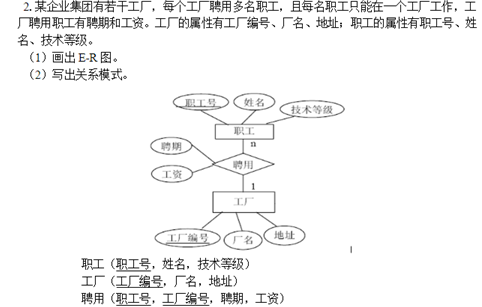 2.某企业集团有若干工厂，每个工厂聘用多名职工，且每名职工只能在一个工厂工作，工
厂聘用职工有聘期和工资。工厂的属性有工厂编号、厂名、地址；职工的属性有职工号、姓
名、技术等级。
（1）画出 E-R 图。
（2）写出关系模式。
职工号 姓名 技术等级
职工
n
聘期
聘用
工资
1
工厂
工厂编号 厂名 地址
职工（职工号，姓名，技术等级）
工厂（工厂编号，厂名，地址）
聘用（职工号，工厂编号，聘期，工资）